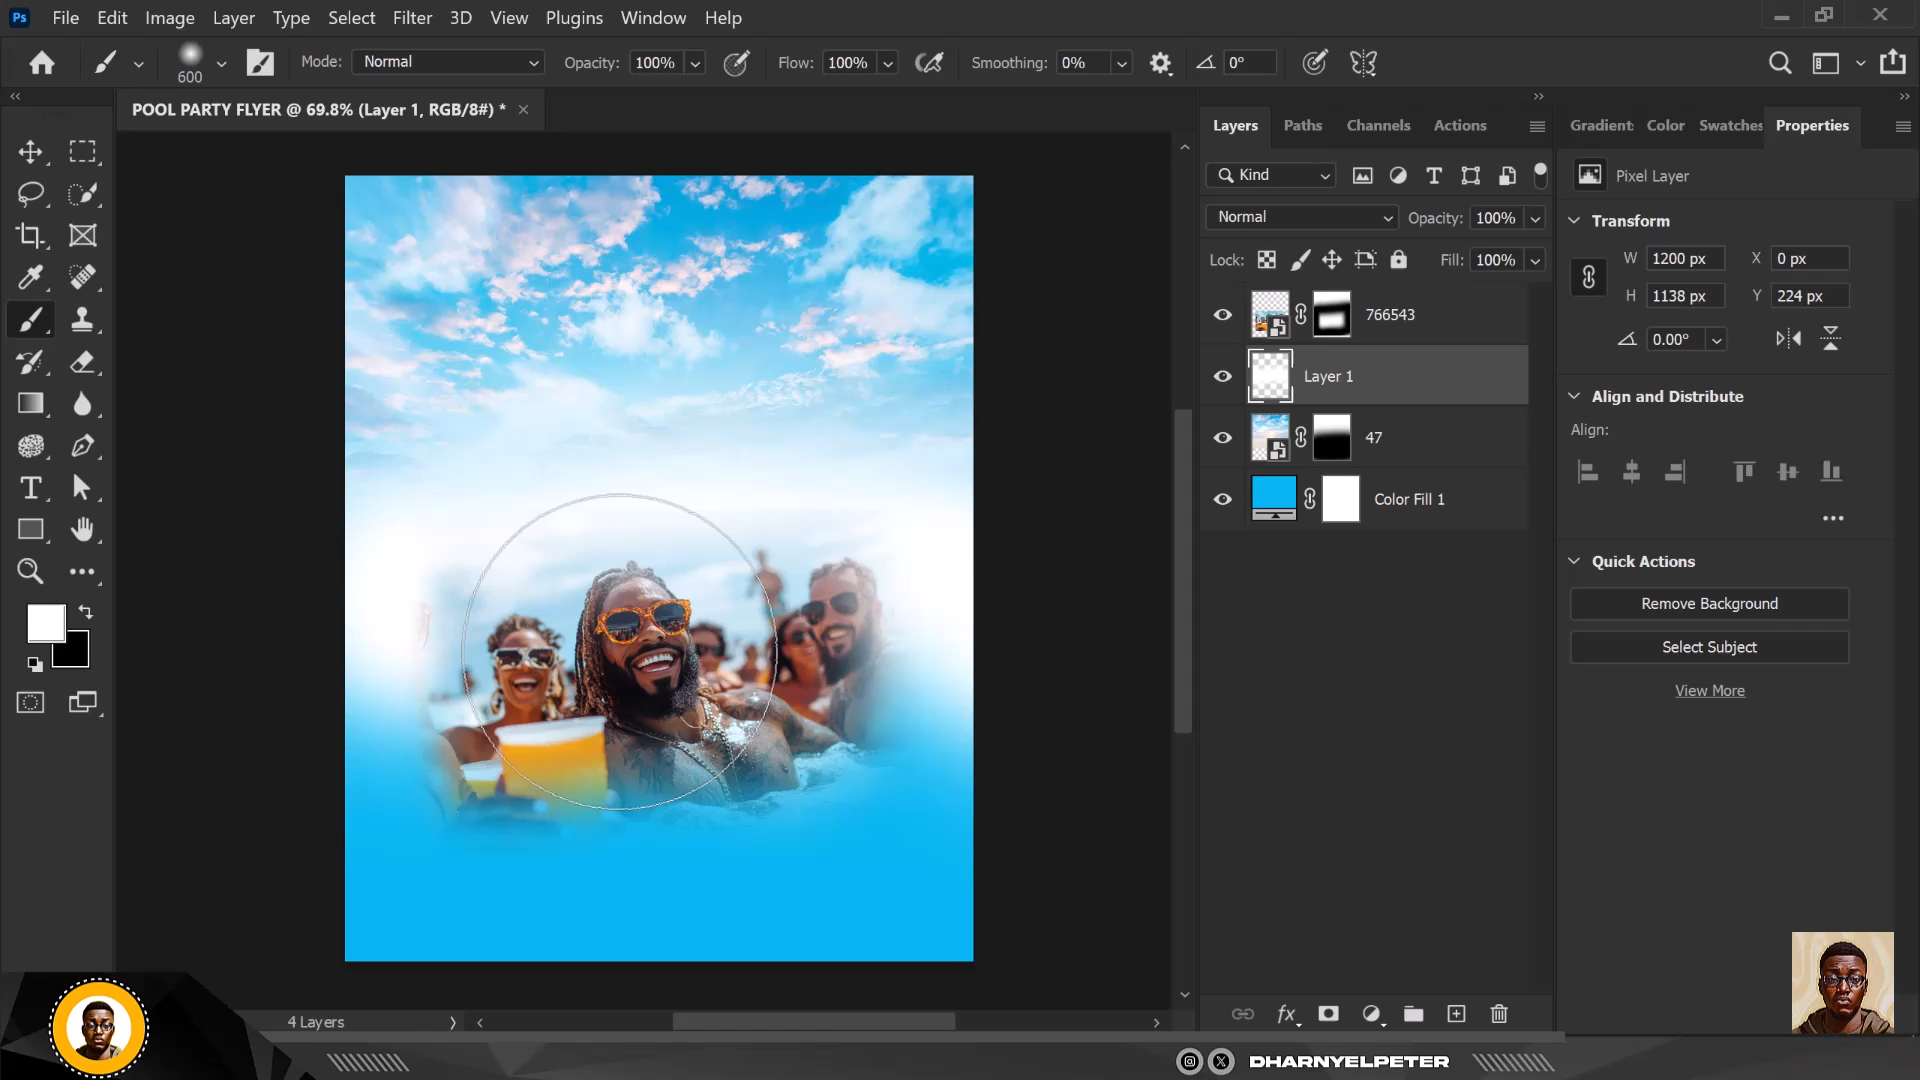 Ps File Edit Image Layer Type Select Filter 3D View Plugins Window Help
600 Mode: Normal Opacity: 100% Flow: 100% Smoothing: 0% 0°
POOL PARTY FLYER @ 69.8% (Layer 1, RGB/8#) *
Layers Paths Channels Actions
Gradient Color Swatches Properties
Kind
Pixel Layer
Normal Opacity: 100%
Transform
Lock: Fill: 100%
W 1200 px X 0 px
H 1138 px Y 224 px
766543
0.00°
Layer 1
Align and Distribute
Align:
47
Color Fill 1
Quick Actions
Remove Background
Select Subject
View More
T
fx
4 Layers
DHARNYELPETER